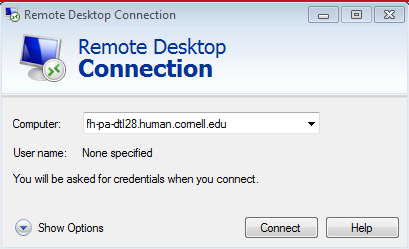 Remote Desktop Connection
Remote Desktop
Connection
Computer: fh-pa-dtl28.human.cornell.edu
User name: None specified
You will be asked for credentials when you connect.
Show Options Connect Help